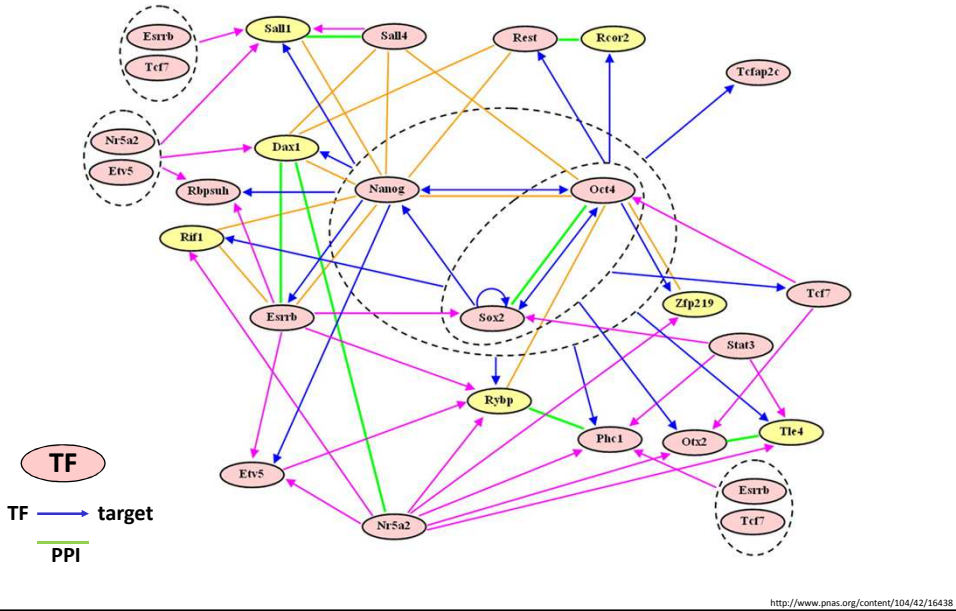 Esrrb
Sall1
Sall4
Rest
Rcor2
Tcf7
Tcfap2c
Nr5a2
Dax1
Etv5
Rbpsuh
Nanog
Oct4
Rif1
Esrrb
Sox2
Zfp219
Tcf7
Stat3
Rybp
Phc1
Otx2
Tle4
TF
Etv5
Esrrb
TF
target
Nr5a2
Tcf7
PPI
http://www.pnas.org/content/104/42/16438